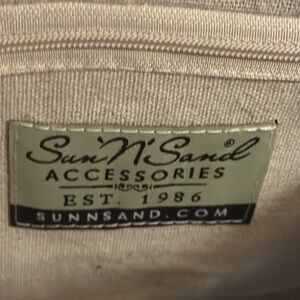 Sun'N'Sand®
ACCESSORIES
EST. 1986
SUNNSAND.COM